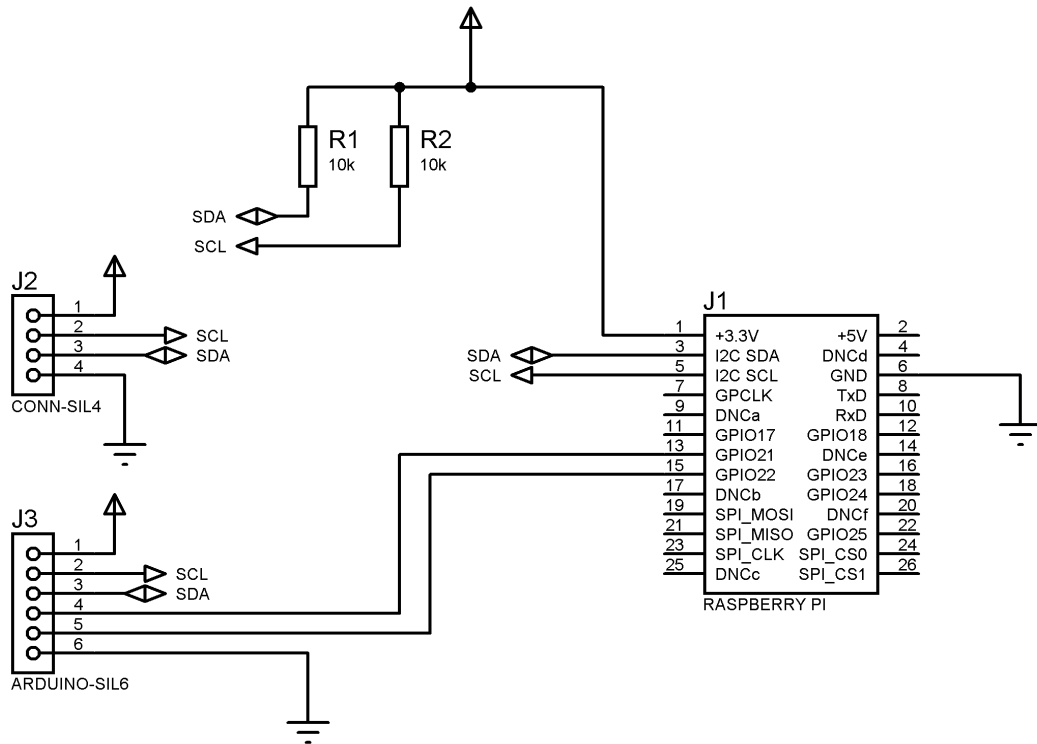 R1
10k
R2
10k
SDA
SCL
J2
1
2
3
4
SCL
SDA
CONN-SIL4
J3
1
2
3
4
5
6
SCL
SDA
ARDUINO-SIL6
SDA
SCL
J1
1 +3.3V +5V 2
3 I2C SDA DNCd 4
5 I2C SCL GND 6
7 GPCLK TxD 8
9 DNCa RxD 10
11 GPIO17 GPIO18 12
13 GPIO21 DNCe 14
15 GPIO22 GPIO23 16
17 DNCb GPIO24 18
19 SPI_MOSI DNCf 20
21 SPI_MISO GPIO25 22
23 SPI_CLK SPI_CS0 24
25 DNCc SPI_CS1 26
RASPBERRY PI